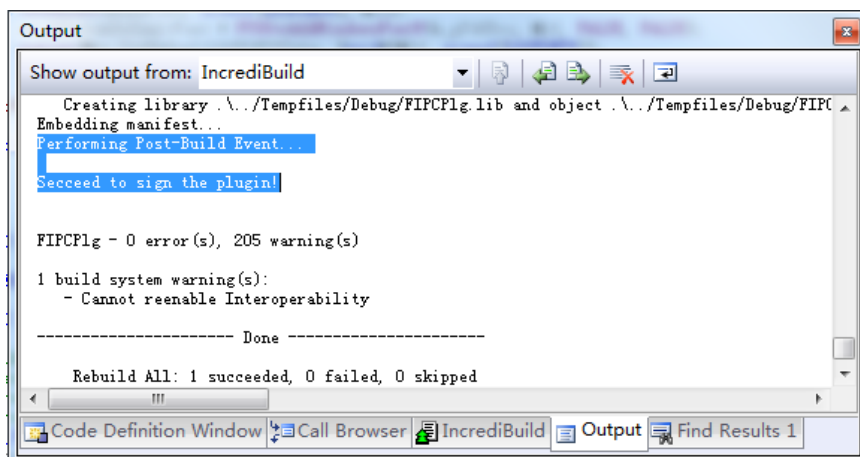 Output
Show output from: IncrediBuild
Creating library .\../Tempfiles/Debug/FIPCPlg.lib and object .\../Tempfiles/Debug/FIPC
Embedding manifest...
Performing Post-Build Event...
Secceed to sign the plugin!
FIPCPlg - 0 error(s), 205 warning(s)
1 build system warning(s):
- Cannot reenable Interoperability
---------------------- Done ----------------------
Rebuild All: 1 succeeded, 0 failed, 0 skipped
Code Definition Window Call Browser IncrediBuild Output Find Results 1